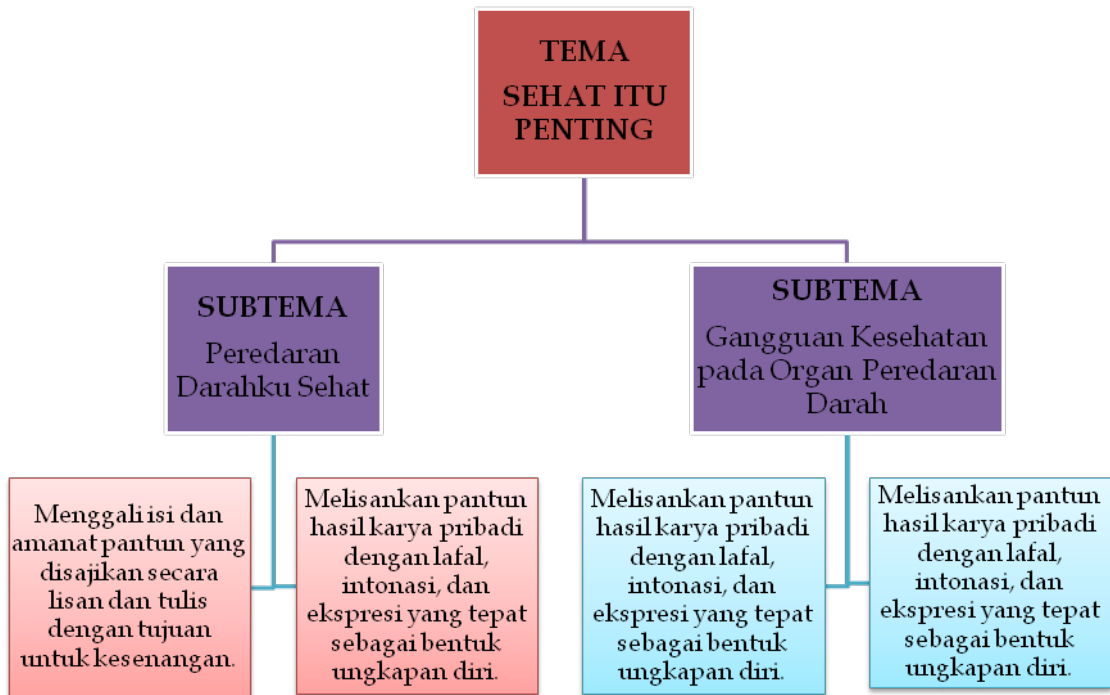 TEMA
SEHAT ITU
PENTING
SUBTEMA
Peredaran
Darahku Sehat
SUBTEMA
Gangguan Kesehatan
pada Organ Peredaran
Darah
Menggali isi dan
amanat pantun yang
disajikan secara
lisan dan tulis
dengan tujuan
untuk kesenangan.
Melisankan pantun
hasil karya pribadi
dengan lafal,
intonasi, dan
ekspresi yang tepat
sebagai bentuk
ungkapan diri.
Melisankan pantun
hasil karya pribadi
dengan lafal,
intonasi, dan
ekspresi yang tepat
sebagai bentuk
ungkapan diri.
Melisankan pantun
hasil karya pribadi
dengan lafal,
intonasi, dan
ekspresi yang tepat
sebagai bentuk
ungkapan diri.